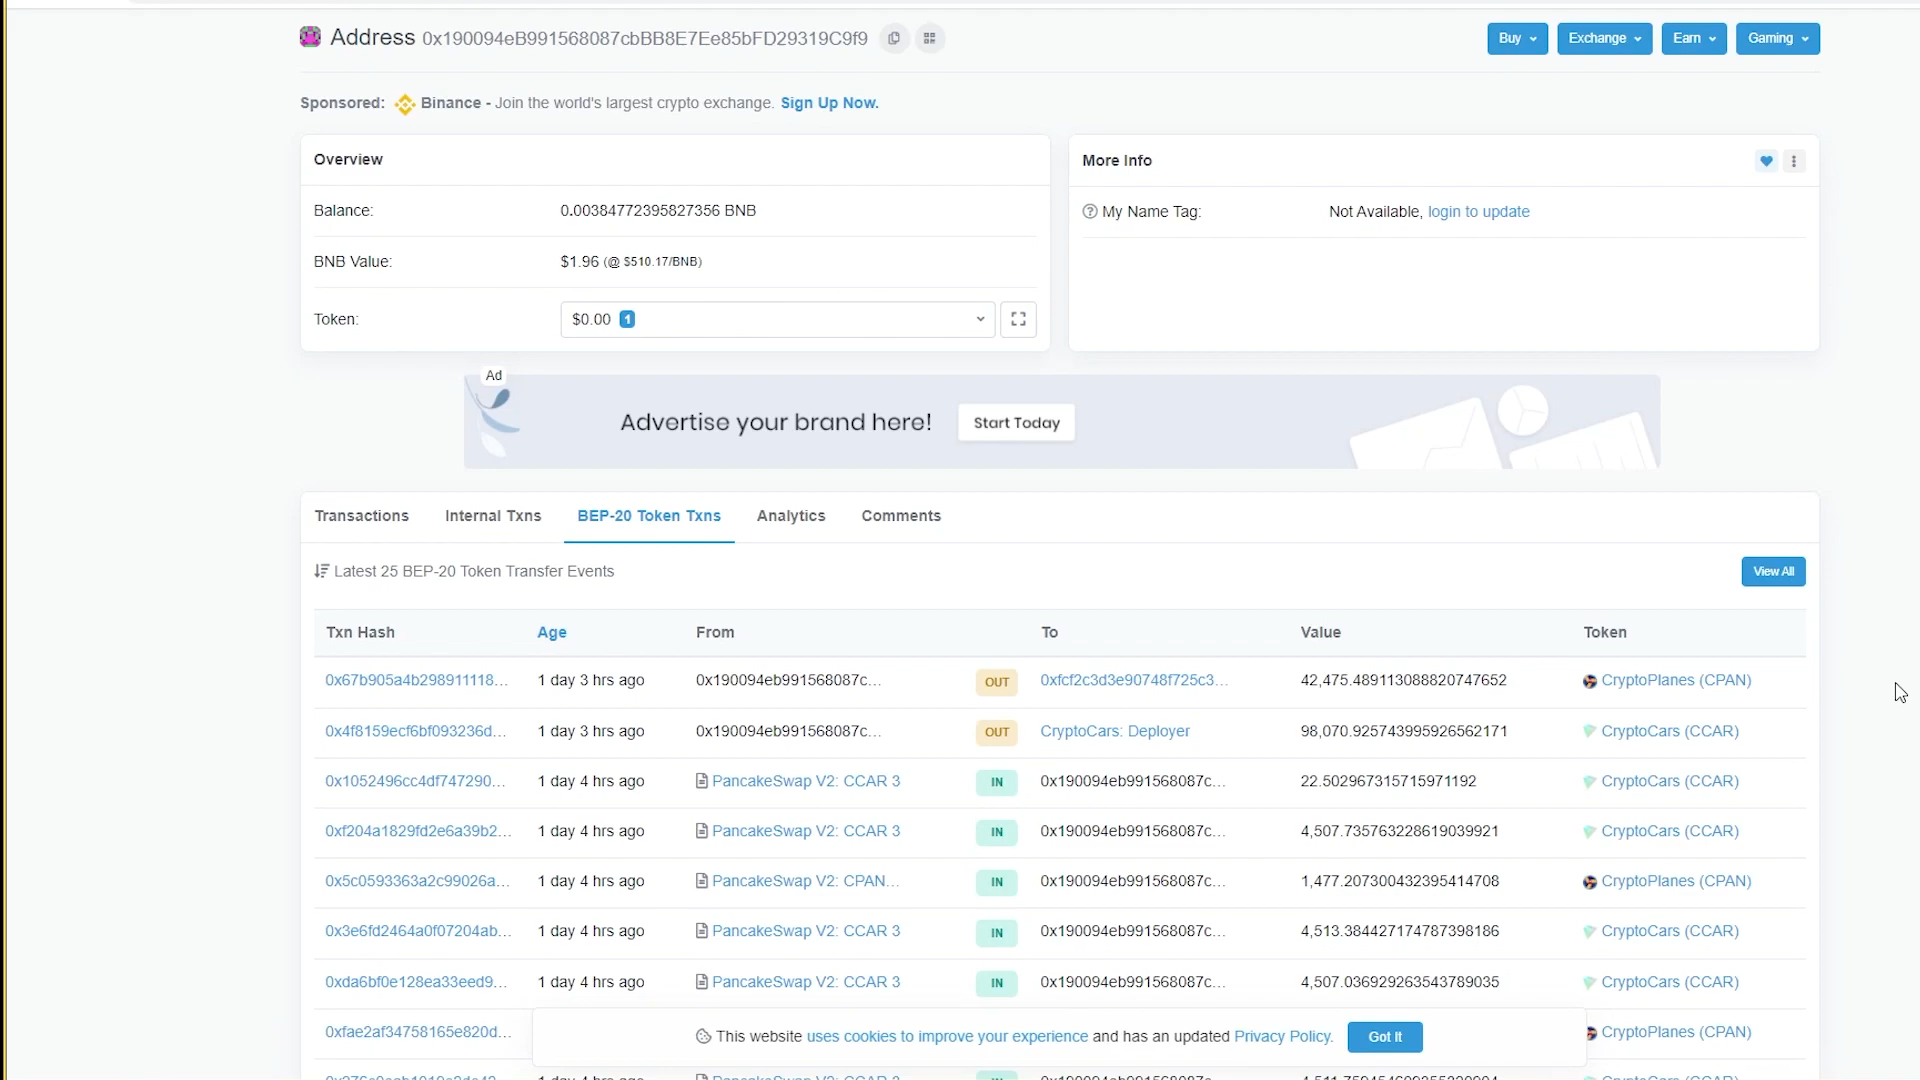 Address 0x190094eB991568087cbBB8E7Ee85bFD29319C9f9
Buy Exchange Earn Gaming
Sponsored: Binance - Join the world's largest crypto exchange. Sign Up Now.
Overview
Balance: 0.00384772395827356 BNB
BNB Value: $1.96 (@ $510.17/BNB)
Token: $0.00 1
More Info
My Name Tag: Not Available, login to update
Ad
Advertise your brand here! Start Today
Transactions Internal Txns BEP-20 Token Txns Analytics Comments
Latest 25 BEP-20 Token Transfer Events View All
Txn Hash Age From To Value Token
0x67b905a4b298911118... 1 day 3 hrs ago 0x190094eb991568087c... OUT 0xfcf2c3d3e90748f725c3... 42,475.489113088820747652 CryptoPlanes (CPAN)
0x4f8159ecf6bf093236d... 1 day 3 hrs ago 0x190094eb991568087c... OUT CryptoCars: Deployer 98,070.925743995926562171 CryptoCars (CCAR)
0x1052496cc4df747290... 1 day 4 hrs ago PancakeSwap V2: CCAR 3 IN 0x190094eb991568087c... 22.502967315715971192 CryptoCars (CCAR)
0xf204a1829fd2e6a39b2... 1 day 4 hrs ago PancakeSwap V2: CCAR 3 IN 0x190094eb991568087c... 4,507.735763228619039921 CryptoCars (CCAR)
0x5c0593363a2c99026a... 1 day 4 hrs ago PancakeSwap V2: CPAN... IN 0x190094eb991568087c... 1,477.207300432395414708 CryptoPlanes (CPAN)
0x3e6fd2464a0f07204ab... 1 day 4 hrs ago PancakeSwap V2: CCAR 3 IN 0x190094eb991568087c... 4,513.384427174787398186 CryptoCars (CCAR)
0xda6bf0e128ea33eed9... 1 day 4 hrs ago PancakeSwap V2: CCAR 3 IN 0x190094eb991568087c... 4,507.036929263543789035 CryptoCars (CCAR)
0xfae2af34758165e820d... CryptoPlanes (CPAN)
This website uses cookies to improve your experience and has an updated Privacy Policy. Got It